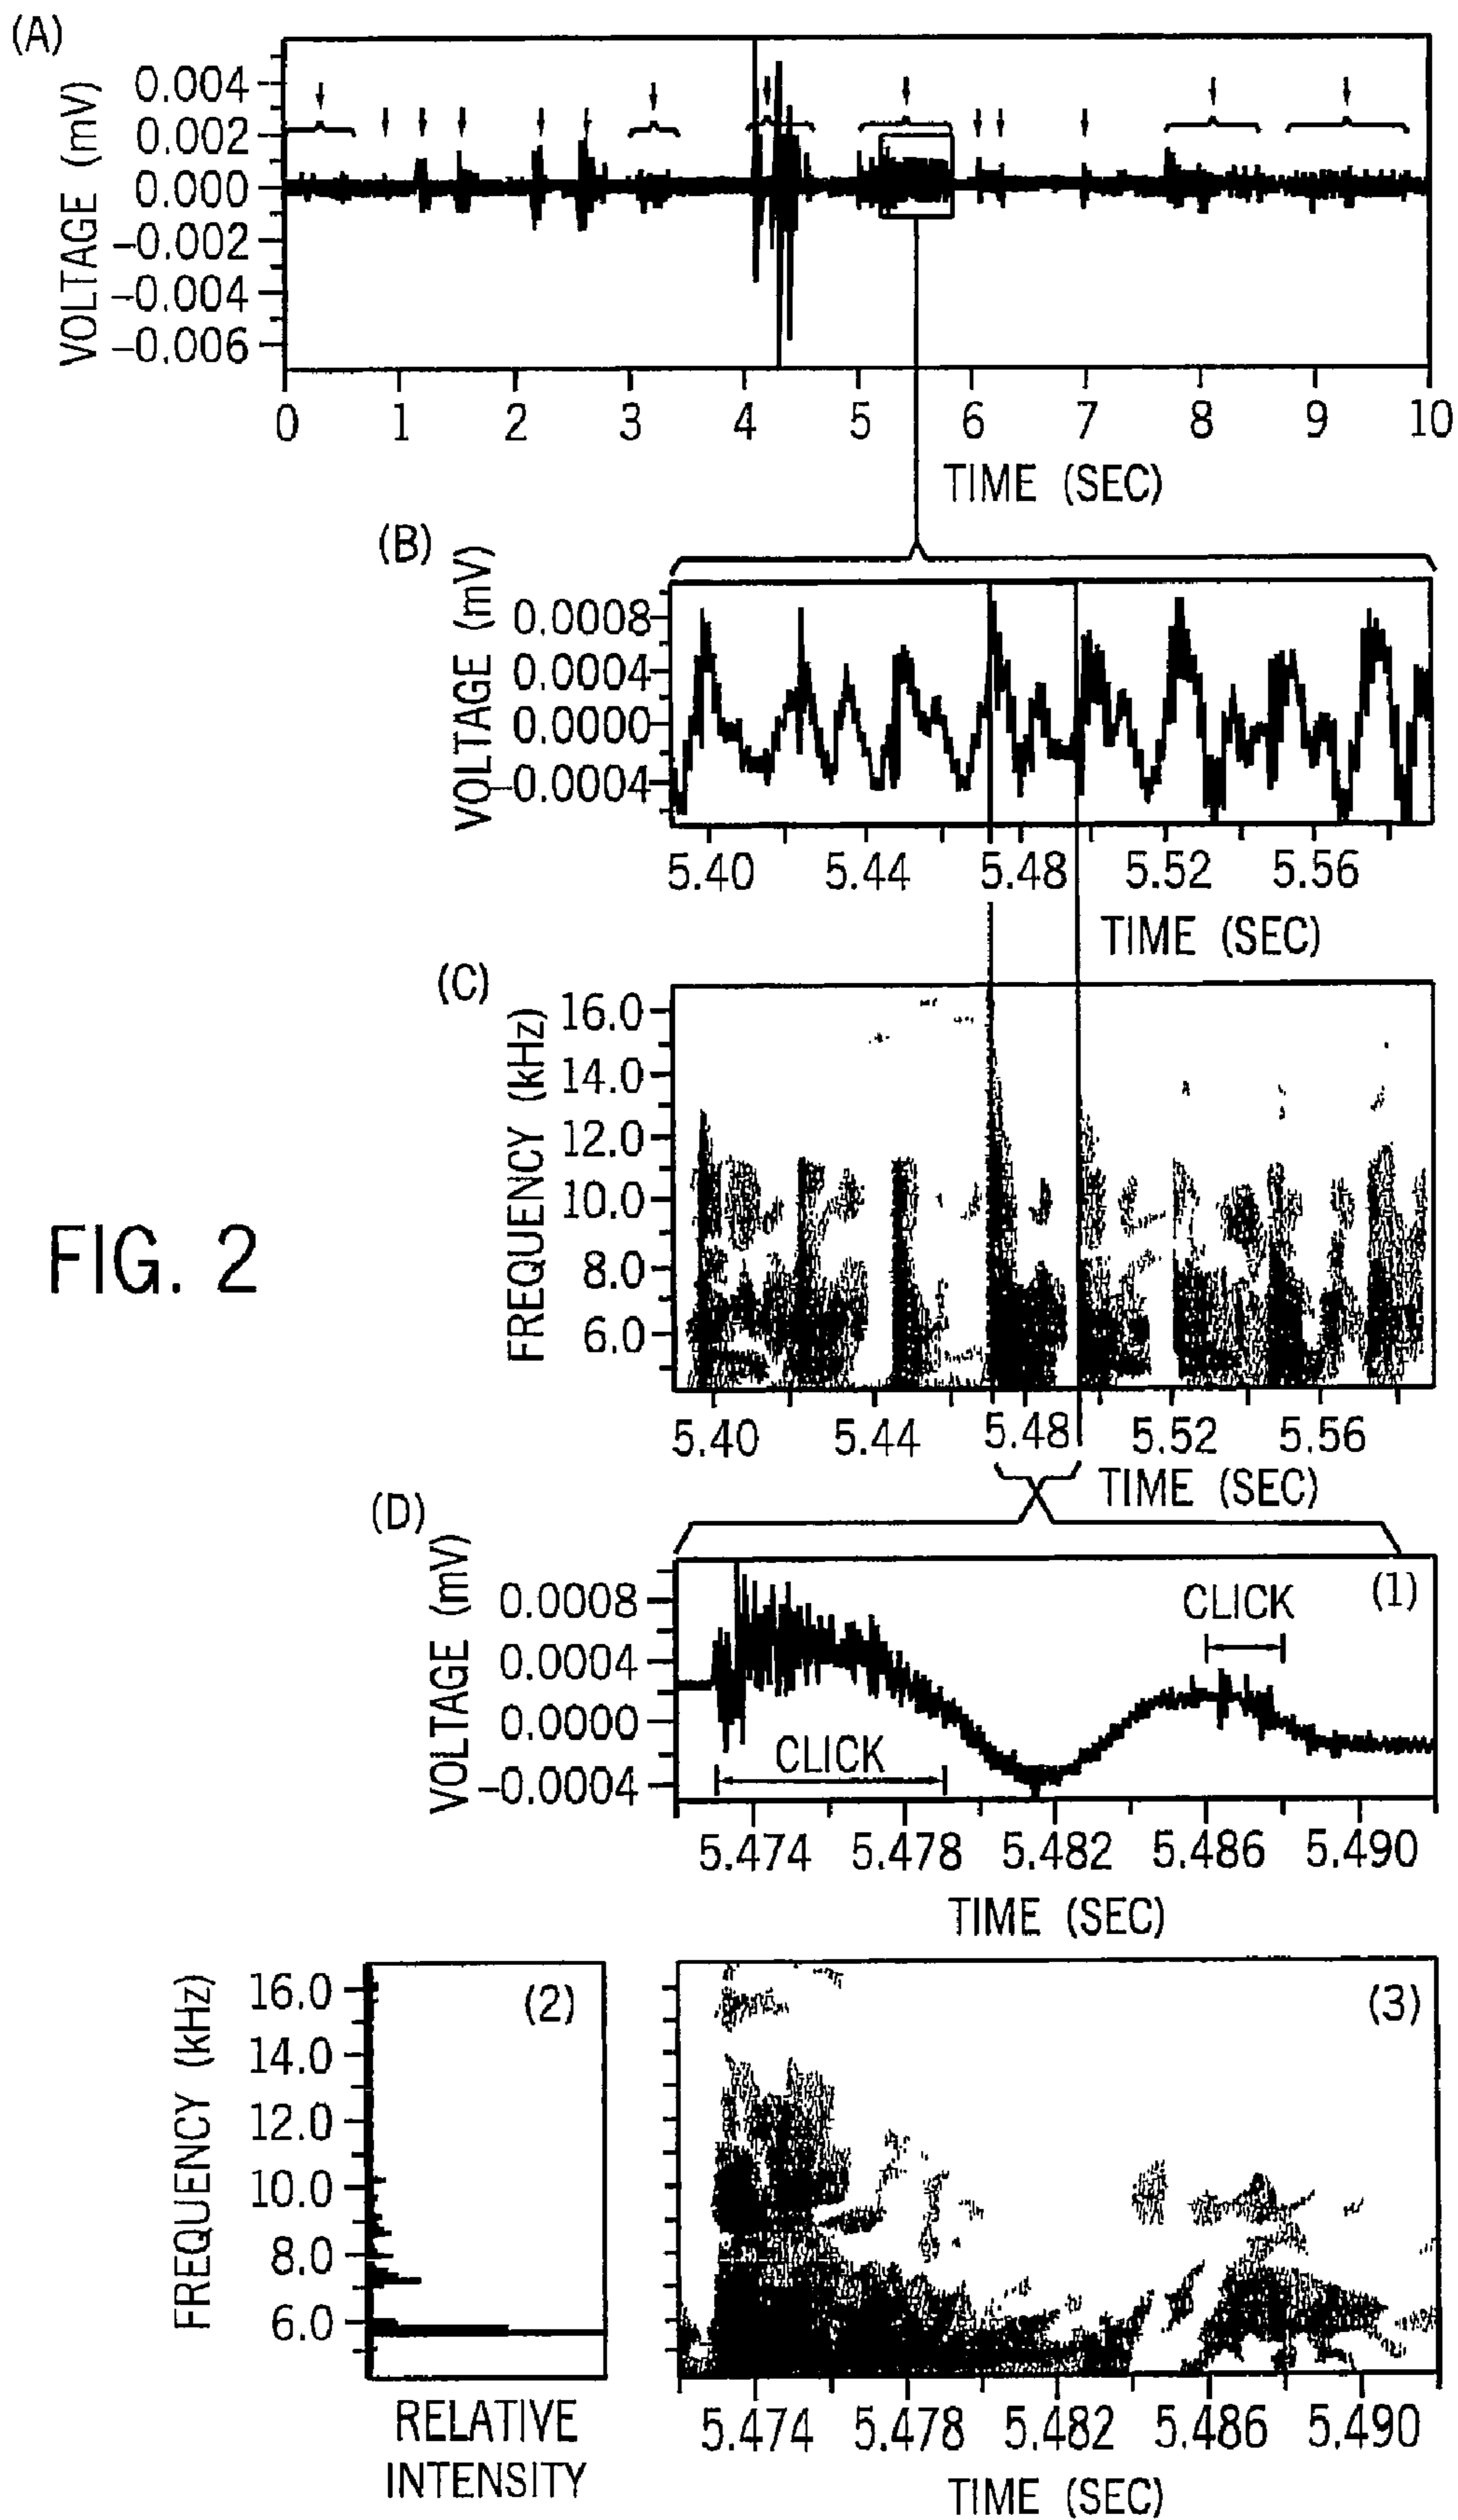 (A)
VOLTAGE (mV)
0.004
0.002
0.000
-0.002
-0.004
-0.006
0 1 2 3 4 5 6 7 8 9 10
TIME (SEC)
(B)
VOLTAGE (mV)
0.0008
0.0004
0.0000
-0.0004
5.40 5.44 5.48 5.52 5.56
TIME (SEC)
(C)
FREQUENCY (kHz)
16.0
14.0
12.0
10.0
8.0
6.0
5.40 5.44 5.48 5.52 5.56
TIME (SEC)
FIG. 2
(D)
VOLTAGE (mV)
0.0008
0.0004
0.0000
-0.0004
(1)
CLICK
CLICK
5.474 5.478 5.482 5.486 5.490
TIME (SEC)
FREQUENCY (kHz)
16.0
14.0
12.0
10.0
8.0
6.0
(2)
RELATIVE
INTENSITY
(3)
5.474 5.478 5.482 5.486 5.490
TIME (SEC)